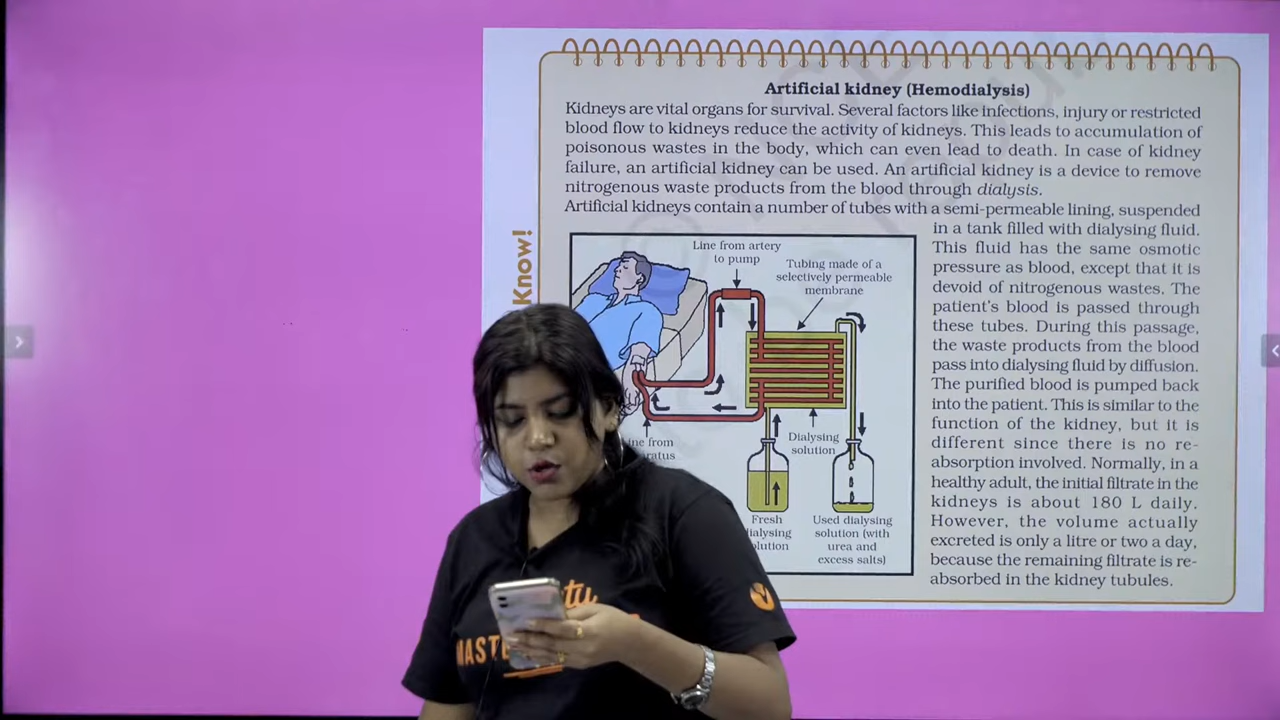 Artificial kidney (Hemodialysis)
Kidneys are vital organs for survival. Several factors like infections, injury or restricted
blood flow to kidneys reduce the activity of kidneys. This leads to accumulation of
poisonous wastes in the body, which can even lead to death. In case of kidney
failure, an artificial kidney can be used. An artificial kidney is a device to remove
nitrogenous waste products from the blood through dialysis.
Artificial kidneys contain a number of tubes with a semi-permeable lining, suspended
in a tank filled with dialysing fluid.
This fluid has the same osmotic
pressure as blood, except that it is
devoid of nitrogenous wastes. The
patient's blood is passed through
these tubes. During this passage,
the waste products from the blood
pass into dialysing fluid by diffusion.
The purified blood is pumped back
into the patient. This is similar to the
function of the kidney, but it is
different since there is no re-
absorption involved. Normally, in a
healthy adult, the initial filtrate in the
kidneys is about 180 L daily.
However, the volume actually
excreted is only a litre or two a day,
because the remaining filtrate is re-
absorbed in the kidney tubules.
Know!
Line from artery
to pump
Tubing made of a
selectively permeable
membrane
ine from
ratus
Dialysing
solution
Fresh
ialysing
lution
Used dialysing
solution (with
urea and
excess salts)
MASTE